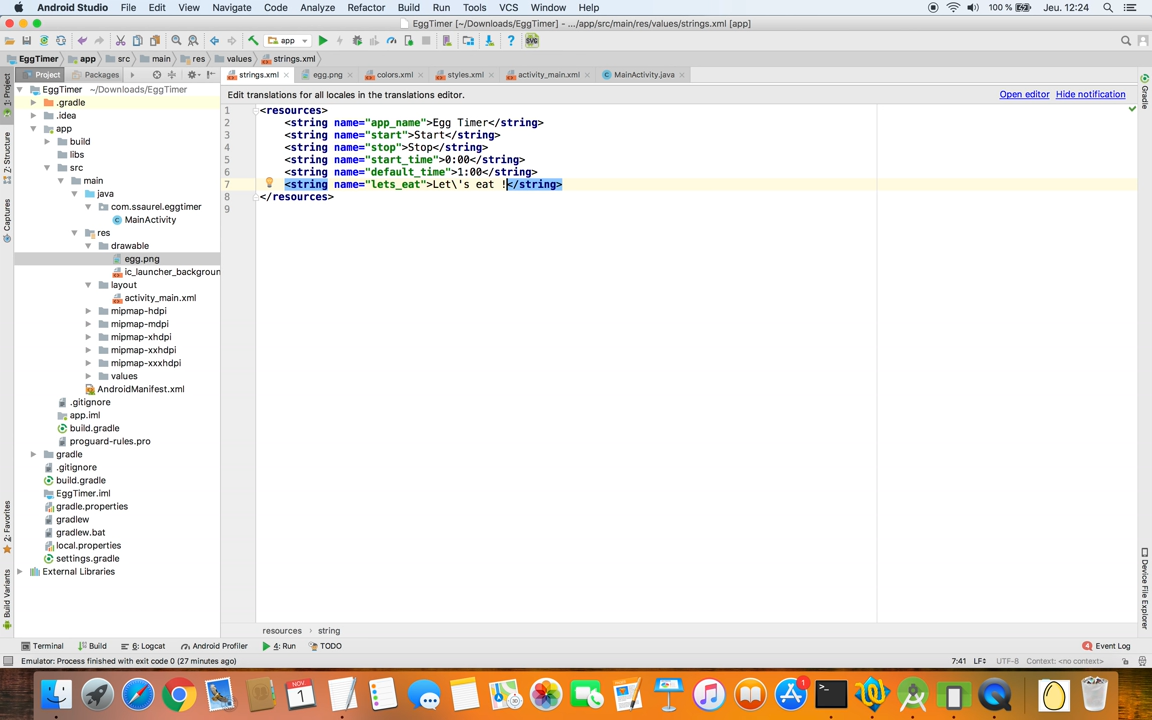 Android Studio File Edit View Navigate Code Analyze Refactor Build Run Tools VCS Window Help 100 % Jeu. 12:24
EggTimer [~/Downloads/EggTimer] - .../app/src/main/res/values/strings.xml [app]
app
EggTimer app src main res values strings.xml
Project Packages strings.xml egg.png colors.xml styles.xml activity_main.xml MainActivity.java
Edit translations for all locales in the translations editor. Open editor Hide notification
1 <resources>
2 <string name="app_name">Egg Timer</string>
3 <string name="start">Start</string>
4 <string name="stop">Stop</string>
5 <string name="start_time">0:00</string>
6 <string name="default_time">1:00</string>
7 <string name="lets_eat">Let\'s eat !</string>
8 </resources>
9
EggTimer ~/Downloads/EggTimer
.gradle
.idea
app
build
libs
src
main
java
com.ssaurel.eggtimer
MainActivity
res
drawable
egg.png
ic_launcher_backgroun
layout
activity_main.xml
mipmap-hdpi
mipmap-mdpi
mipmap-xhdpi
mipmap-xxhdpi
mipmap-xxxhdpi
values
AndroidManifest.xml
.gitignore
app.iml
build.gradle
proguard-rules.pro
gradle
.gitignore
build.gradle
EggTimer.iml
gradle.properties
gradlew
gradlew.bat
local.properties
settings.gradle
External Libraries
1: Project
Z: Structure
Captures
2: Favorites
Build Variants
Gradle
Device File Explorer
resources › string
Terminal Build 6: Logcat Android Profiler 4: Run TODO 4 Event Log
Emulator: Process finished with exit code 0 (27 minutes ago) 7:41 LF÷ UTF-8 Context: <no context>
1
1